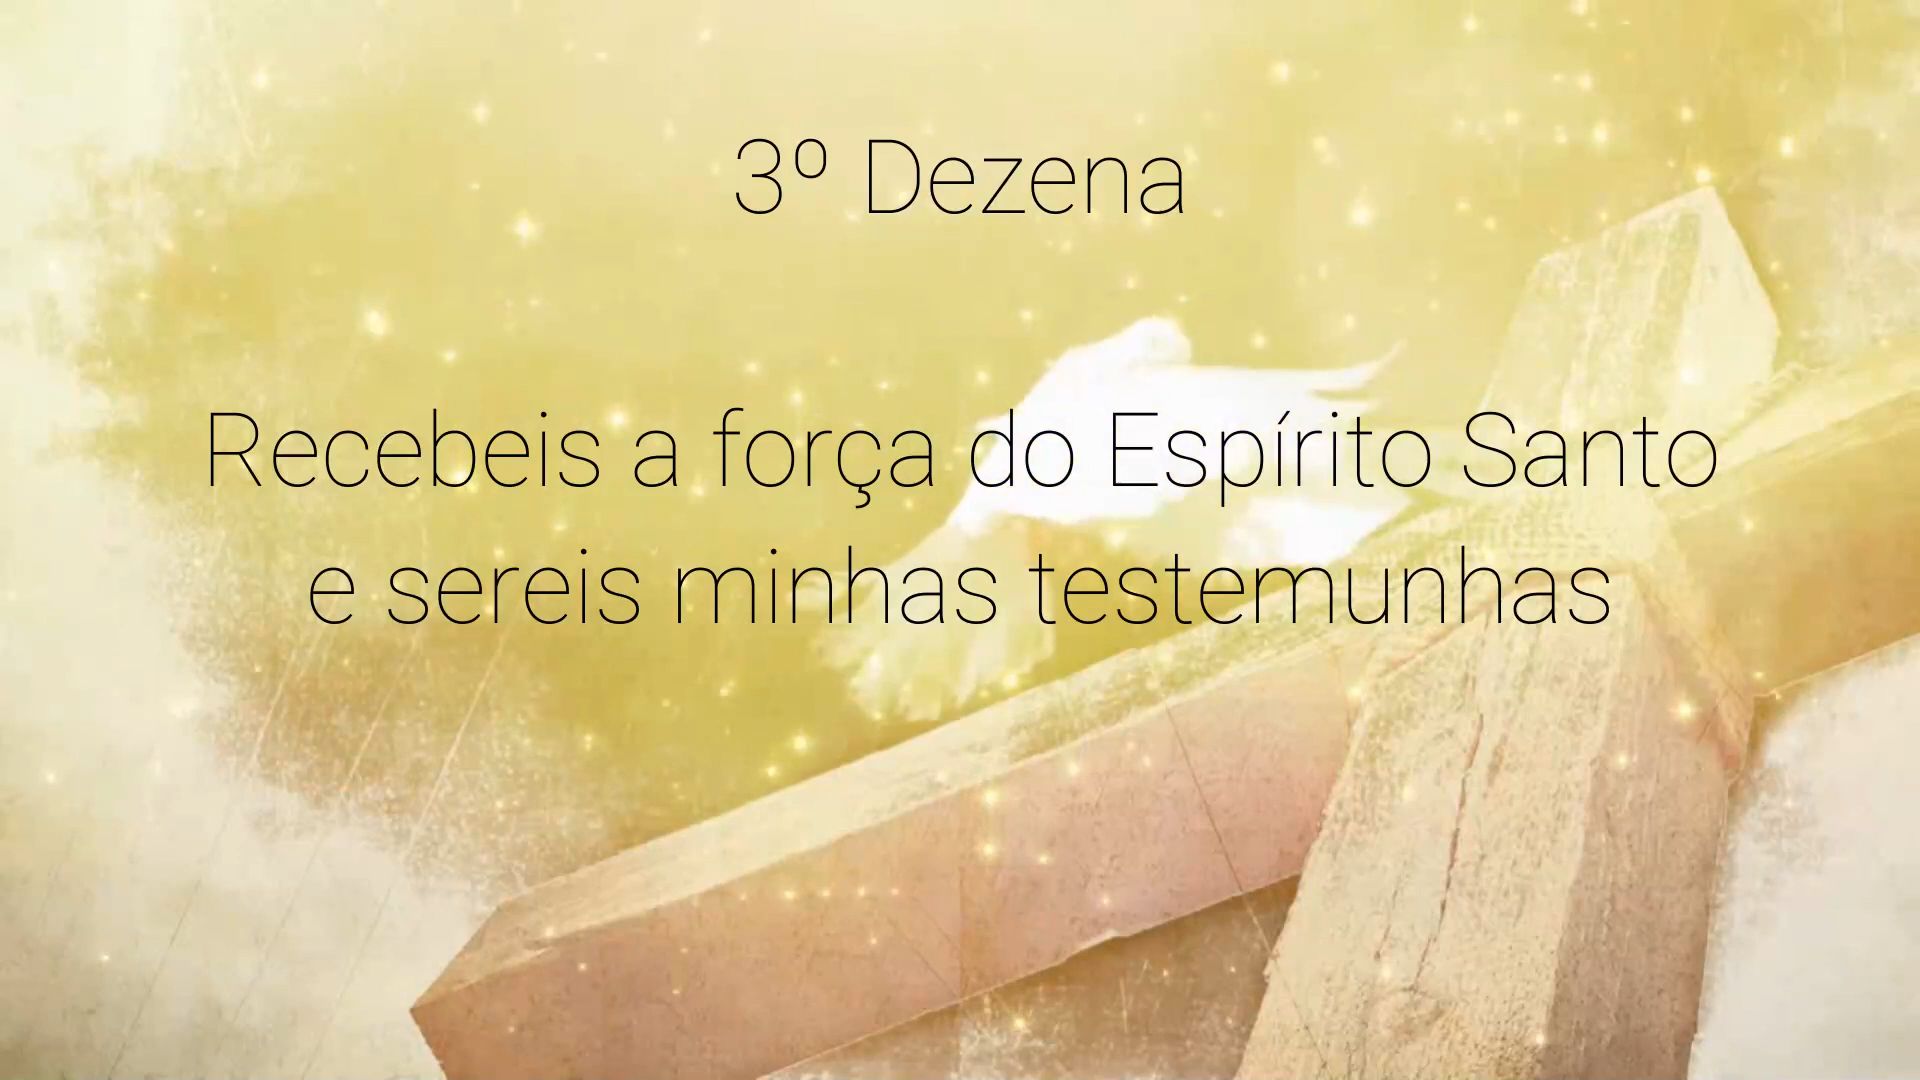 3º Dezena
Recebeis a força do Espírito Santo
e sereis minhas testemunhas